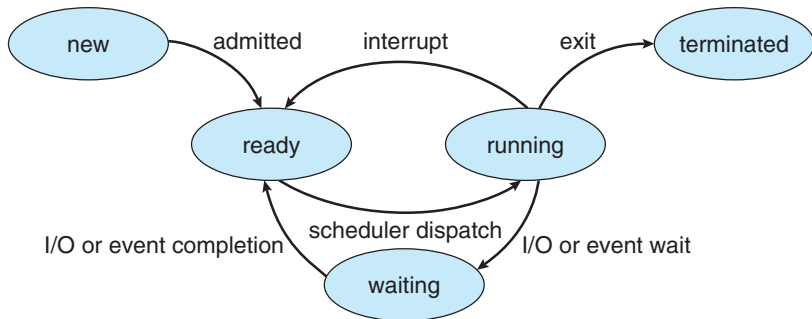 new
admitted
interrupt
exit
terminated
ready
running
scheduler dispatch
I/O or event completion
I/O or event wait
waiting